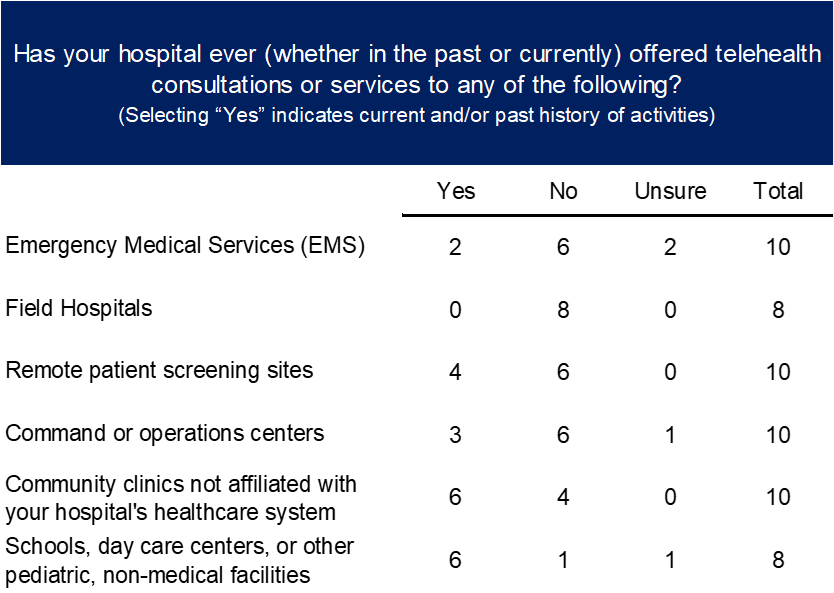 Has your hospital ever (whether in the past or currently) offered telehealth
consultations or services to any of the following?
(Selecting “Yes” indicates current and/or past history of activities)
Yes No Unsure Total
Emergency Medical Services (EMS) 2 6 2 10
Field Hospitals 0 8 0 8
Remote patient screening sites 4 6 0 10
Command or operations centers 3 6 1 10
Community clinics not affiliated with
your hospital's healthcare system 6 4 0 10
Schools, day care centers, or other
pediatric, non-medical facilities 6 1 1 8